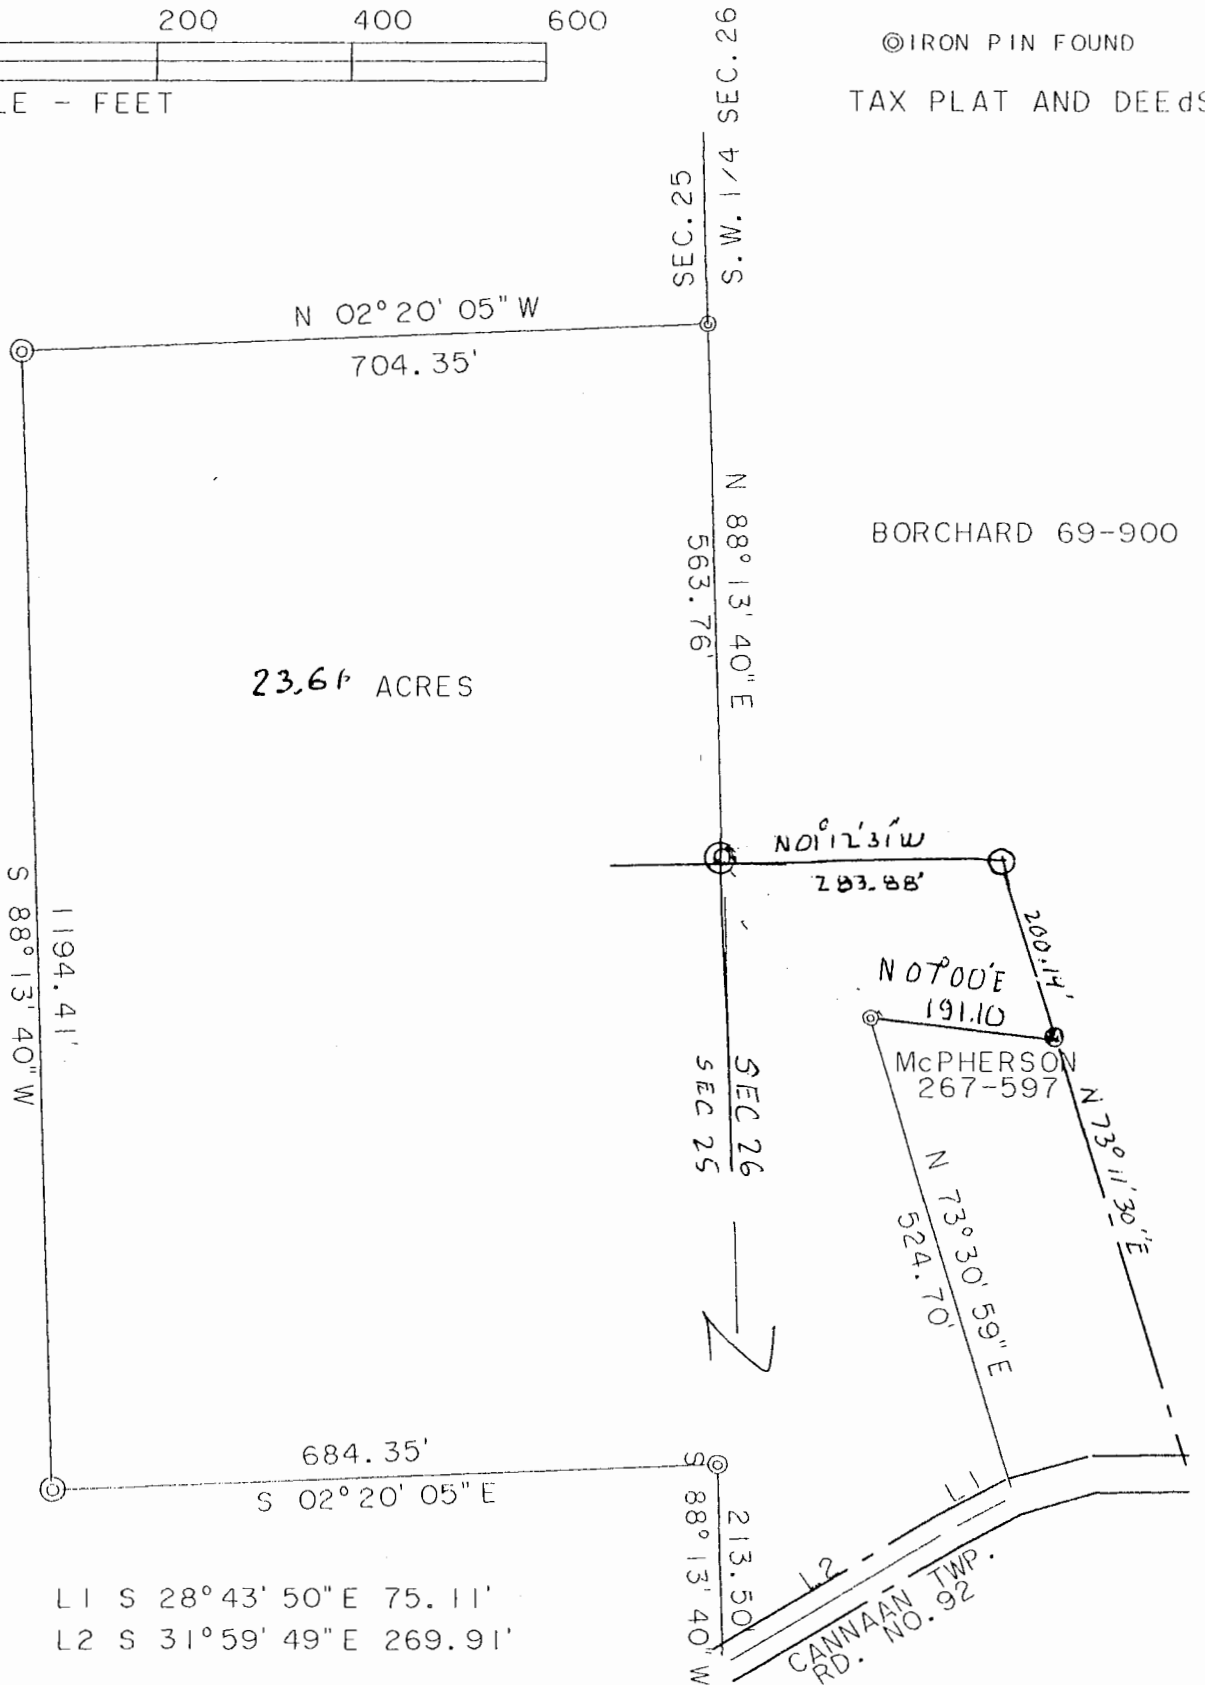 200 400 600
LE - FEET
◎IRON PIN FOUND
TAX PLAT AND DEEdS
SEC. 25
S. W. 1/4 SEC. 26
N 02° 20' 05" W
704.35'
N 88° 13' 40" E
563.76'
BORCHARD 69-900
ACRES
N 01° 12' 31" W
283.88'
200.14'
N 07°00'E
191.10
McPHERSON
267-597
N 73° 11' 30" E
N 73° 30' 59" E
524.70'
SEC 26
SEC 25
S 88° 13' 40" W
1194.41'
684.35'
S 02° 20' 05" E
213.50'
S 88° 13' 40" W
L1
L2
CANNAAN TWP.
RD. NO. 92
L1 S 28° 43' 50" E 75.11'
L2 S 31° 59' 49" E 269.91'